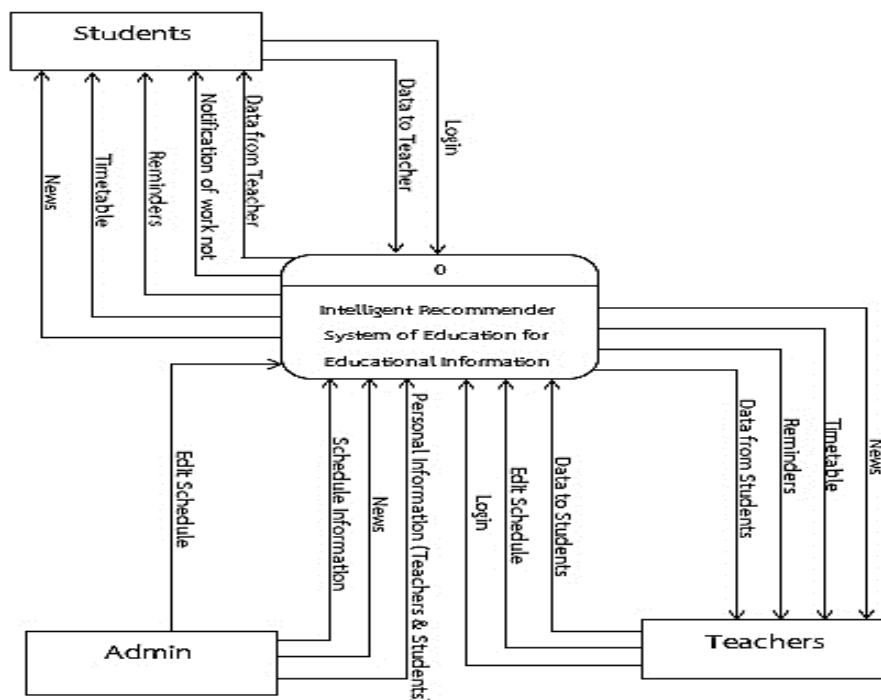 Students
News
Timetable
Reminders
Notification of work not
Data from Teacher
Data to Teacher
Login
0
Intelligent Recommender
System of Education for
Educational Information
Edit Schedule
Schedule Information
News
Personal Information (Teachers & Students
Login
Edit Schedule
Data to Students
Data from Students
Reminders
Timetable
News
Admin
Teachers